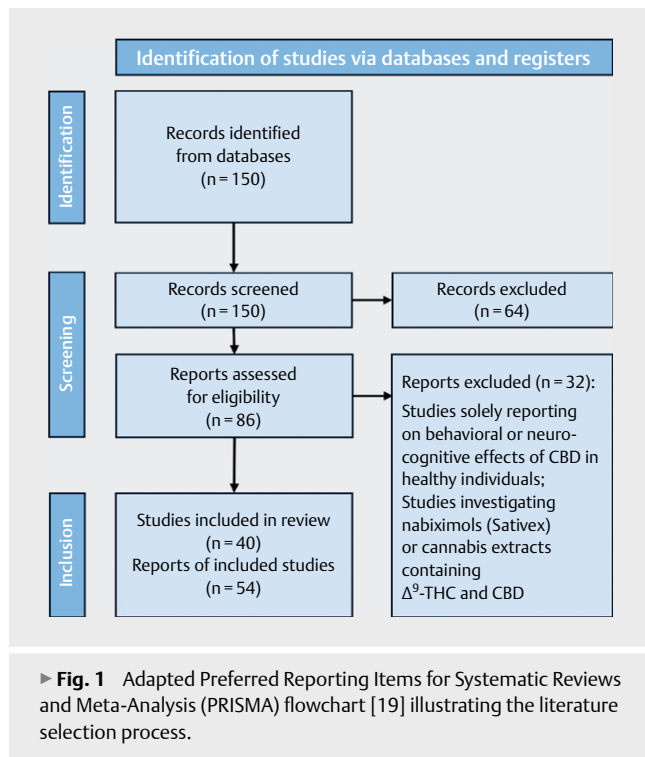 Identification of studies via databases and registers
Identification
Records identified
from databases
(n = 150)
Screening
Records screened
(n = 150)
Records excluded
(n = 64)
Reports assessed
for eligibility
(n = 86)
Reports excluded (n = 32):
Studies solely reporting
on behavioral or neuro-
cognitive effects of CBD in
healthy individuals;
Studies investigating
nabiximols (Sativex)
or cannabis extracts
containing
Δ⁹-THC and CBD
Inclusion
Studies included in review
(n = 40)
Reports of included studies
(n = 54)
▶ Fig. 1 Adapted Preferred Reporting Items for Systematic Reviews
and Meta-Analysis (PRISMA) flowchart [19] illustrating the literature
selection process.